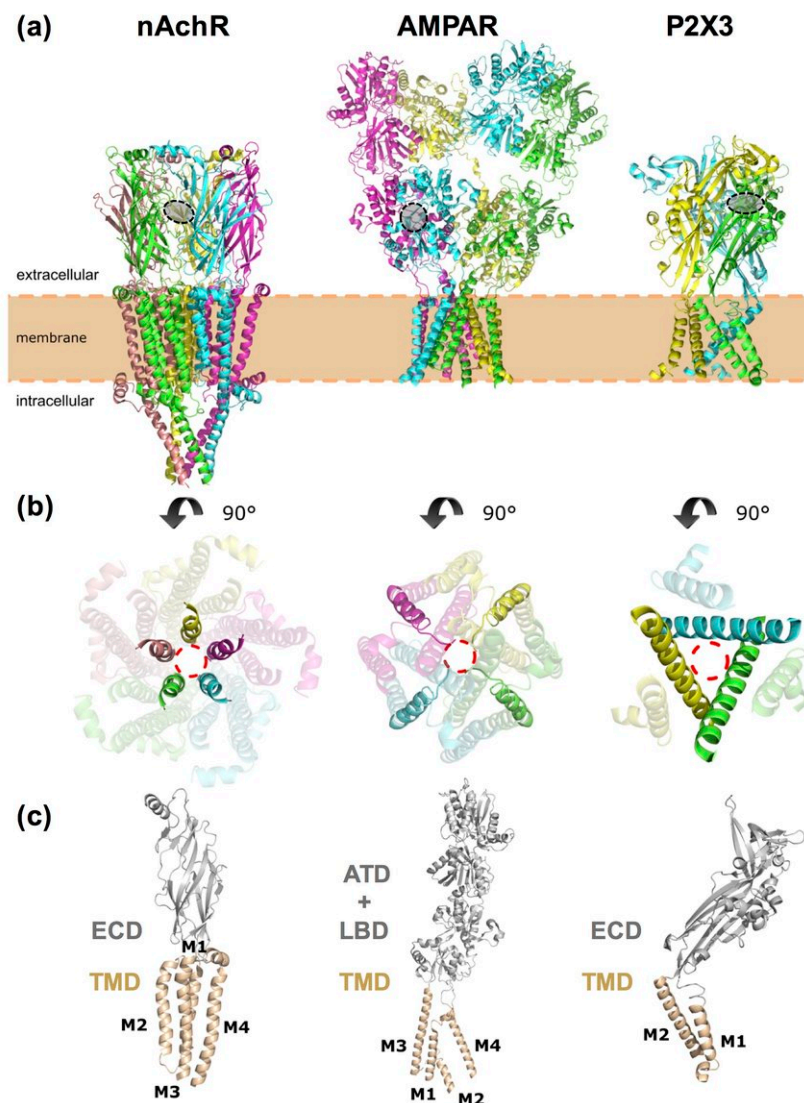 (a) nAchR AMPAR P2X3
extracellular
membrane
intracellular
(b) 90° 90° 90°
(c)
ATD
+
ECD LBD ECD
M1
TMD TMD TMD
M2 M4 M3 M4 M2 M1
M3 M1 M2